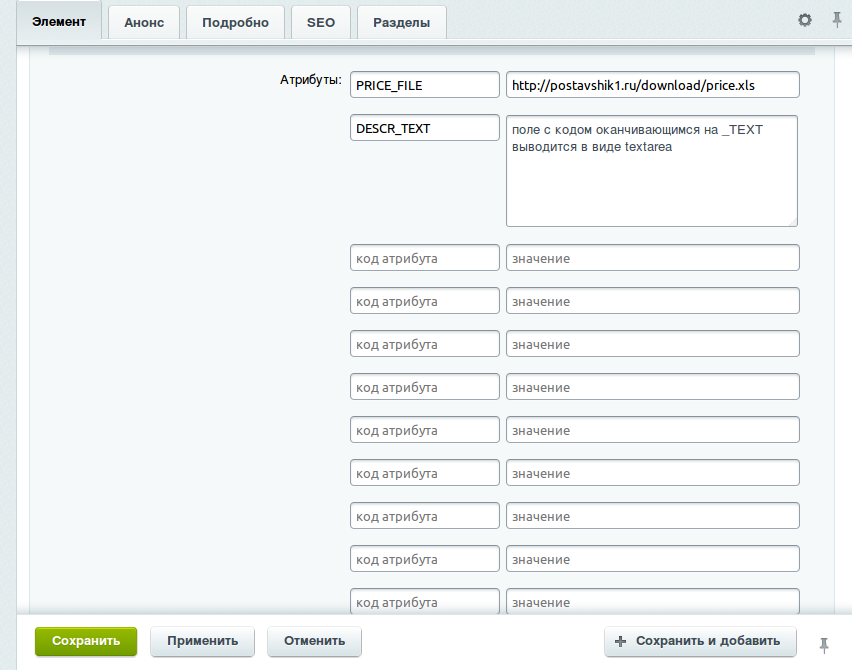 Элемент Анонс Подробно SEO Разделы
Атрибуты: PRICE_FILE http://postavshik1.ru/download/price.xls
DESCR_TEXT поле с кодом оканчивающимся на _TEXT
выводится в виде textarea
код атрибута значение
код атрибута значение
код атрибута значение
код атрибута значение
код атрибута значение
код атрибута значение
код атрибута значение
код атрибута значение
код атрибута значение
Сохранить Применить Отменить + Сохранить и добавить